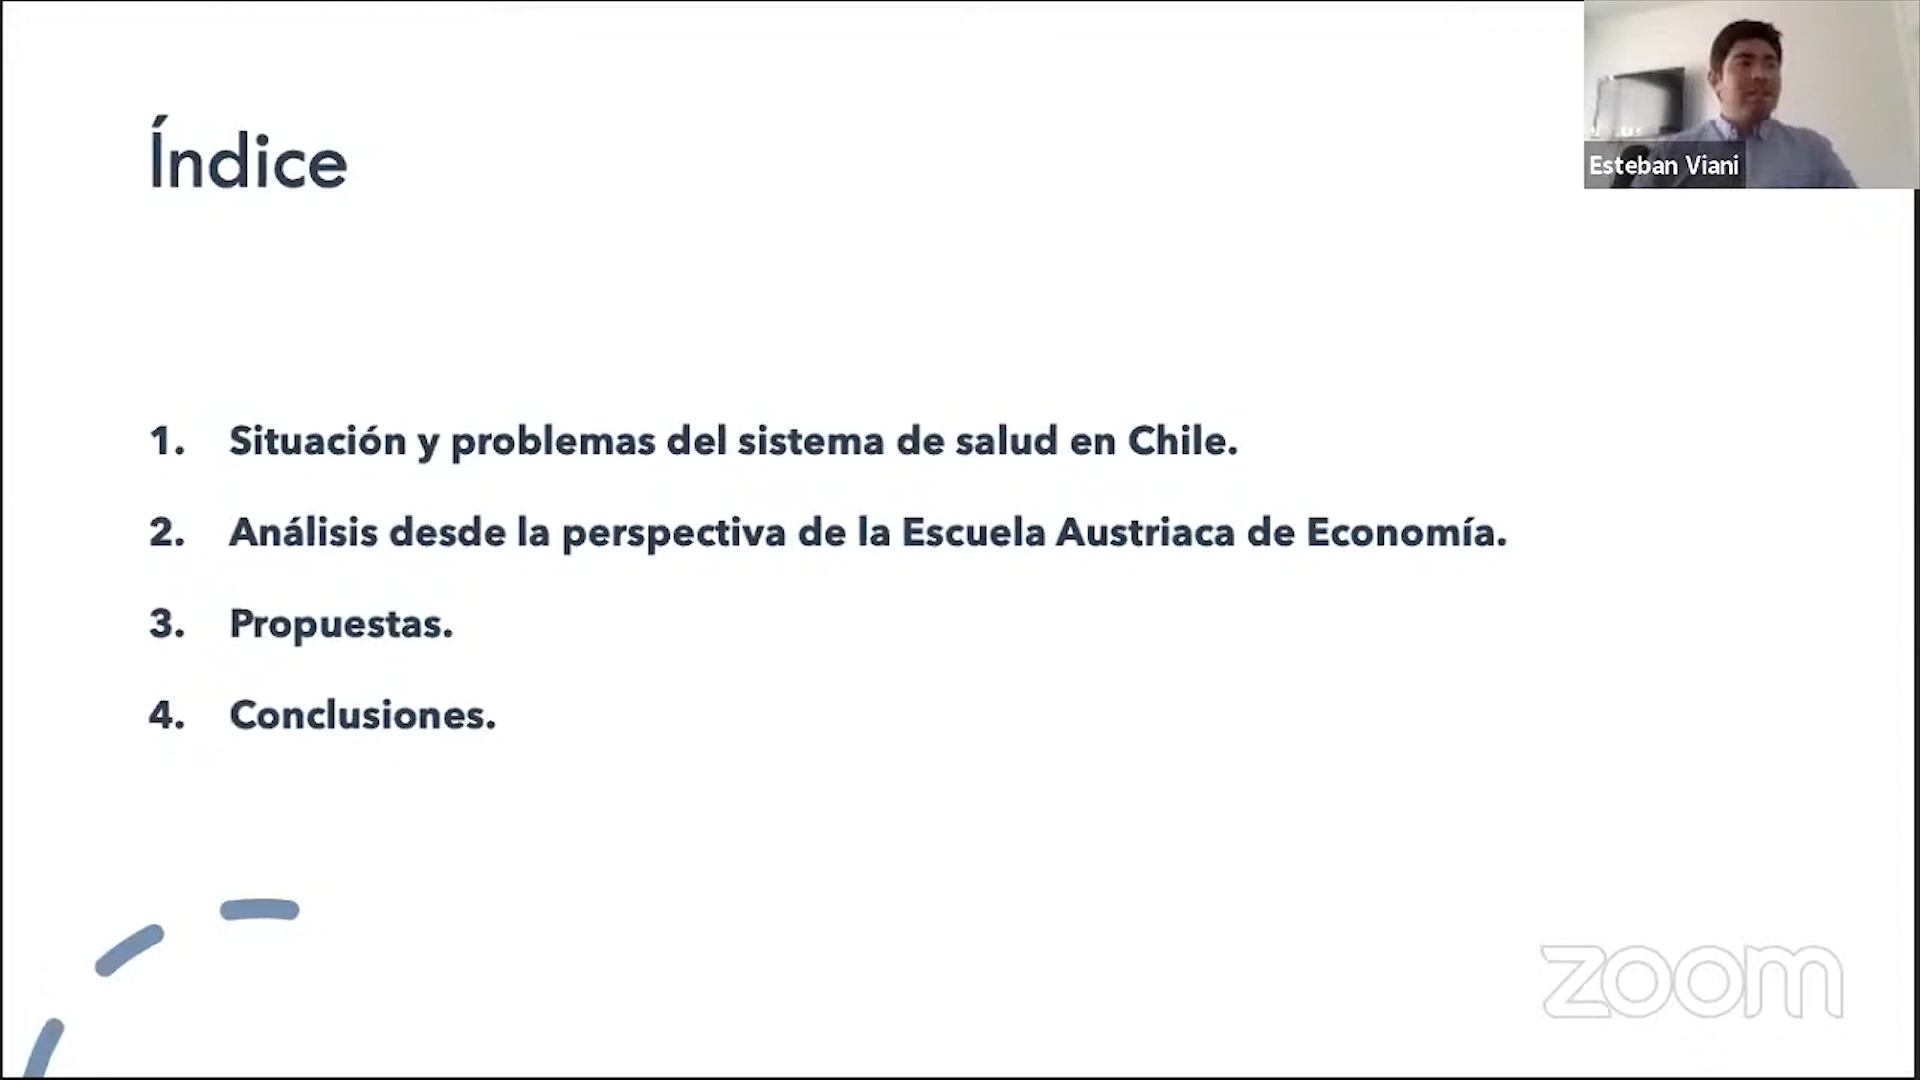 Índice
Esteban Viani
1. Situación y problemas del sistema de salud en Chile.
2. Análisis desde la perspectiva de la Escuela Austriaca de Economía.
3. Propuestas.
4. Conclusiones.
zoom